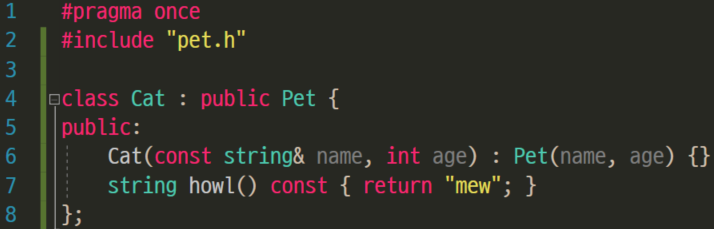 1 #pragma once
2 #include "pet.h"
3
4 class Cat : public Pet {
5 public:
6 Cat(const string& name, int age) : Pet(name, age) {}
7 string howl() const { return "mew"; }
8 };